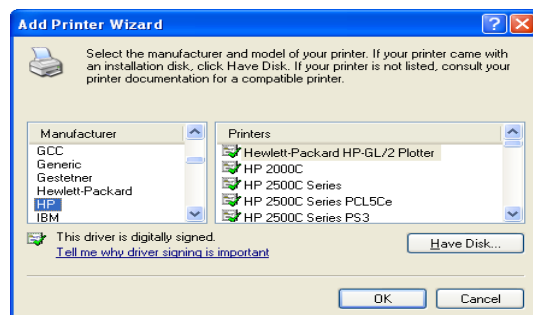 Add Printer Wizard
Select the manufacturer and model of your printer. If your printer came with
an installation disk, click Have Disk. If your printer is not listed, consult your
printer documentation for a compatible printer.
Manufacturer
GCC
Generic
Gestetner
Hewlett-Packard
HP
IBM
Printers
Hewlett-Packard HP-GL/2 Plotter
HP 2000C
HP 2500C Series
HP 2500C Series PCL5Ce
HP 2500C Series PS3
This driver is digitally signed.
Tell me why driver signing is important
Have Disk...
OK
Cancel